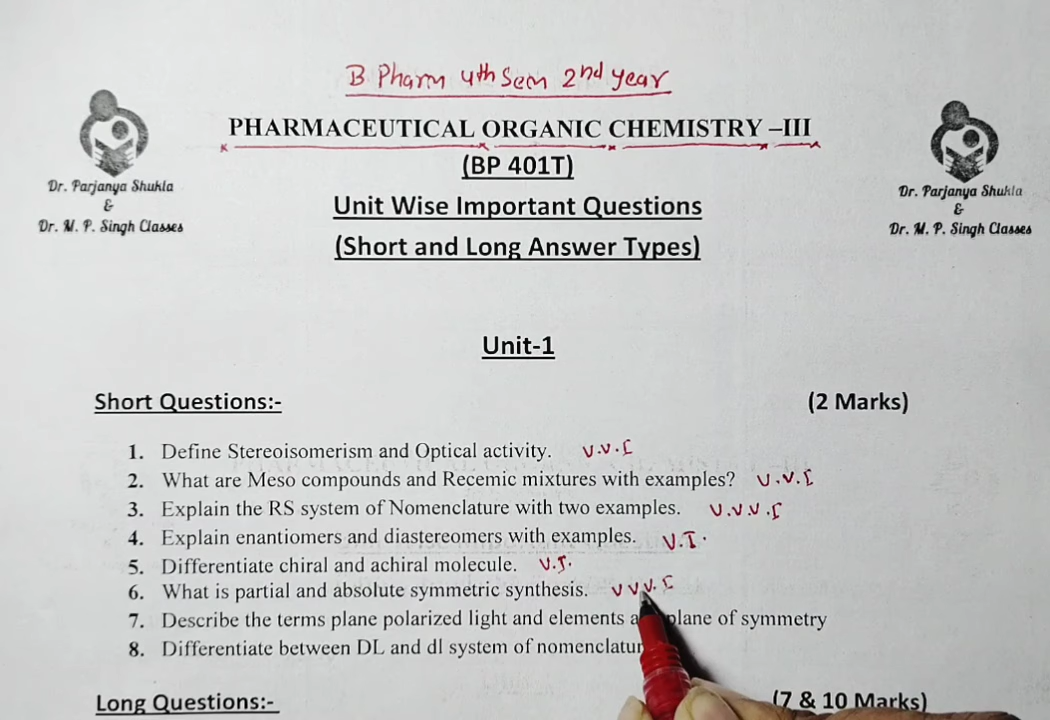 B Pharm 4th Sem 2nd year
PHARMACEUTICAL ORGANIC CHEMISTRY –III
(BP 401T)
Dr. Parjanya Shukla
&
Dr. M. P. Singh Classes
Dr. Parjanya Shukla
&
Dr. M. P. Singh Classes
Unit Wise Important Questions
(Short and Long Answer Types)
Unit-1
Short Questions:- (2 Marks)
1. Define Stereoisomerism and Optical activity. V.V.I
2. What are Meso compounds and Recemic mixtures with examples? V.V.I
3. Explain the RS system of Nomenclature with two examples. V.V.V.I
4. Explain enantiomers and diastereomers with examples. V.I.
5. Differentiate chiral and achiral molecule. V.I.
6. What is partial and absolute symmetric synthesis. V V V. I
7. Describe the terms plane polarized light and elements a plane of symmetry
8. Differentiate between DL and dl system of nomenclatur
Long Questions:- (7 & 10 Marks)